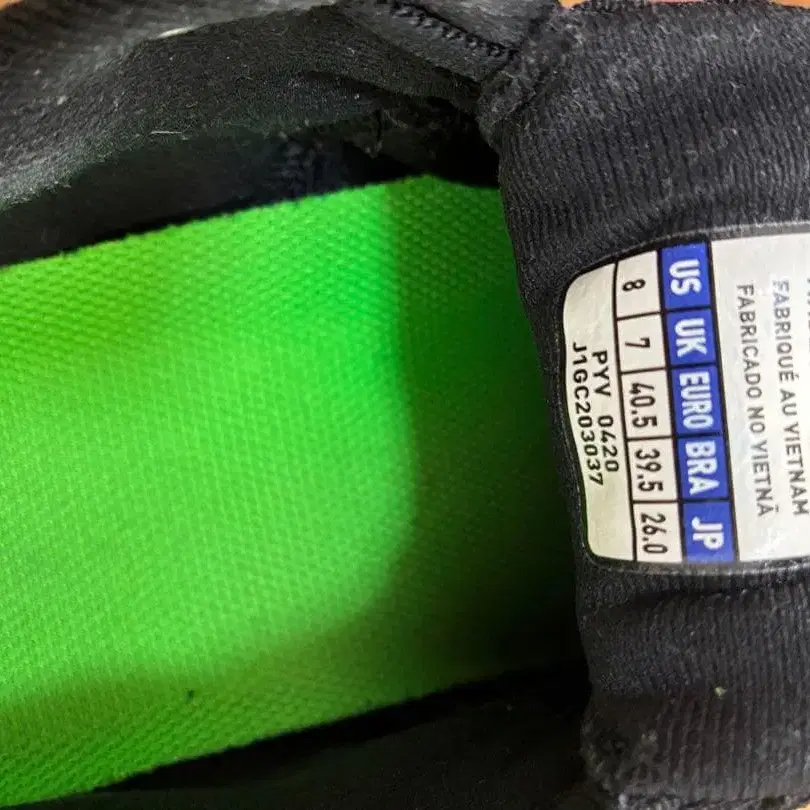 FABRIQUÉ AU VIETNAM
FABRICADO NO VIETNÃ
US UK EURO BRA JP
8 7 40.5 39.5 26.0
PYV 0420
J1GC203037